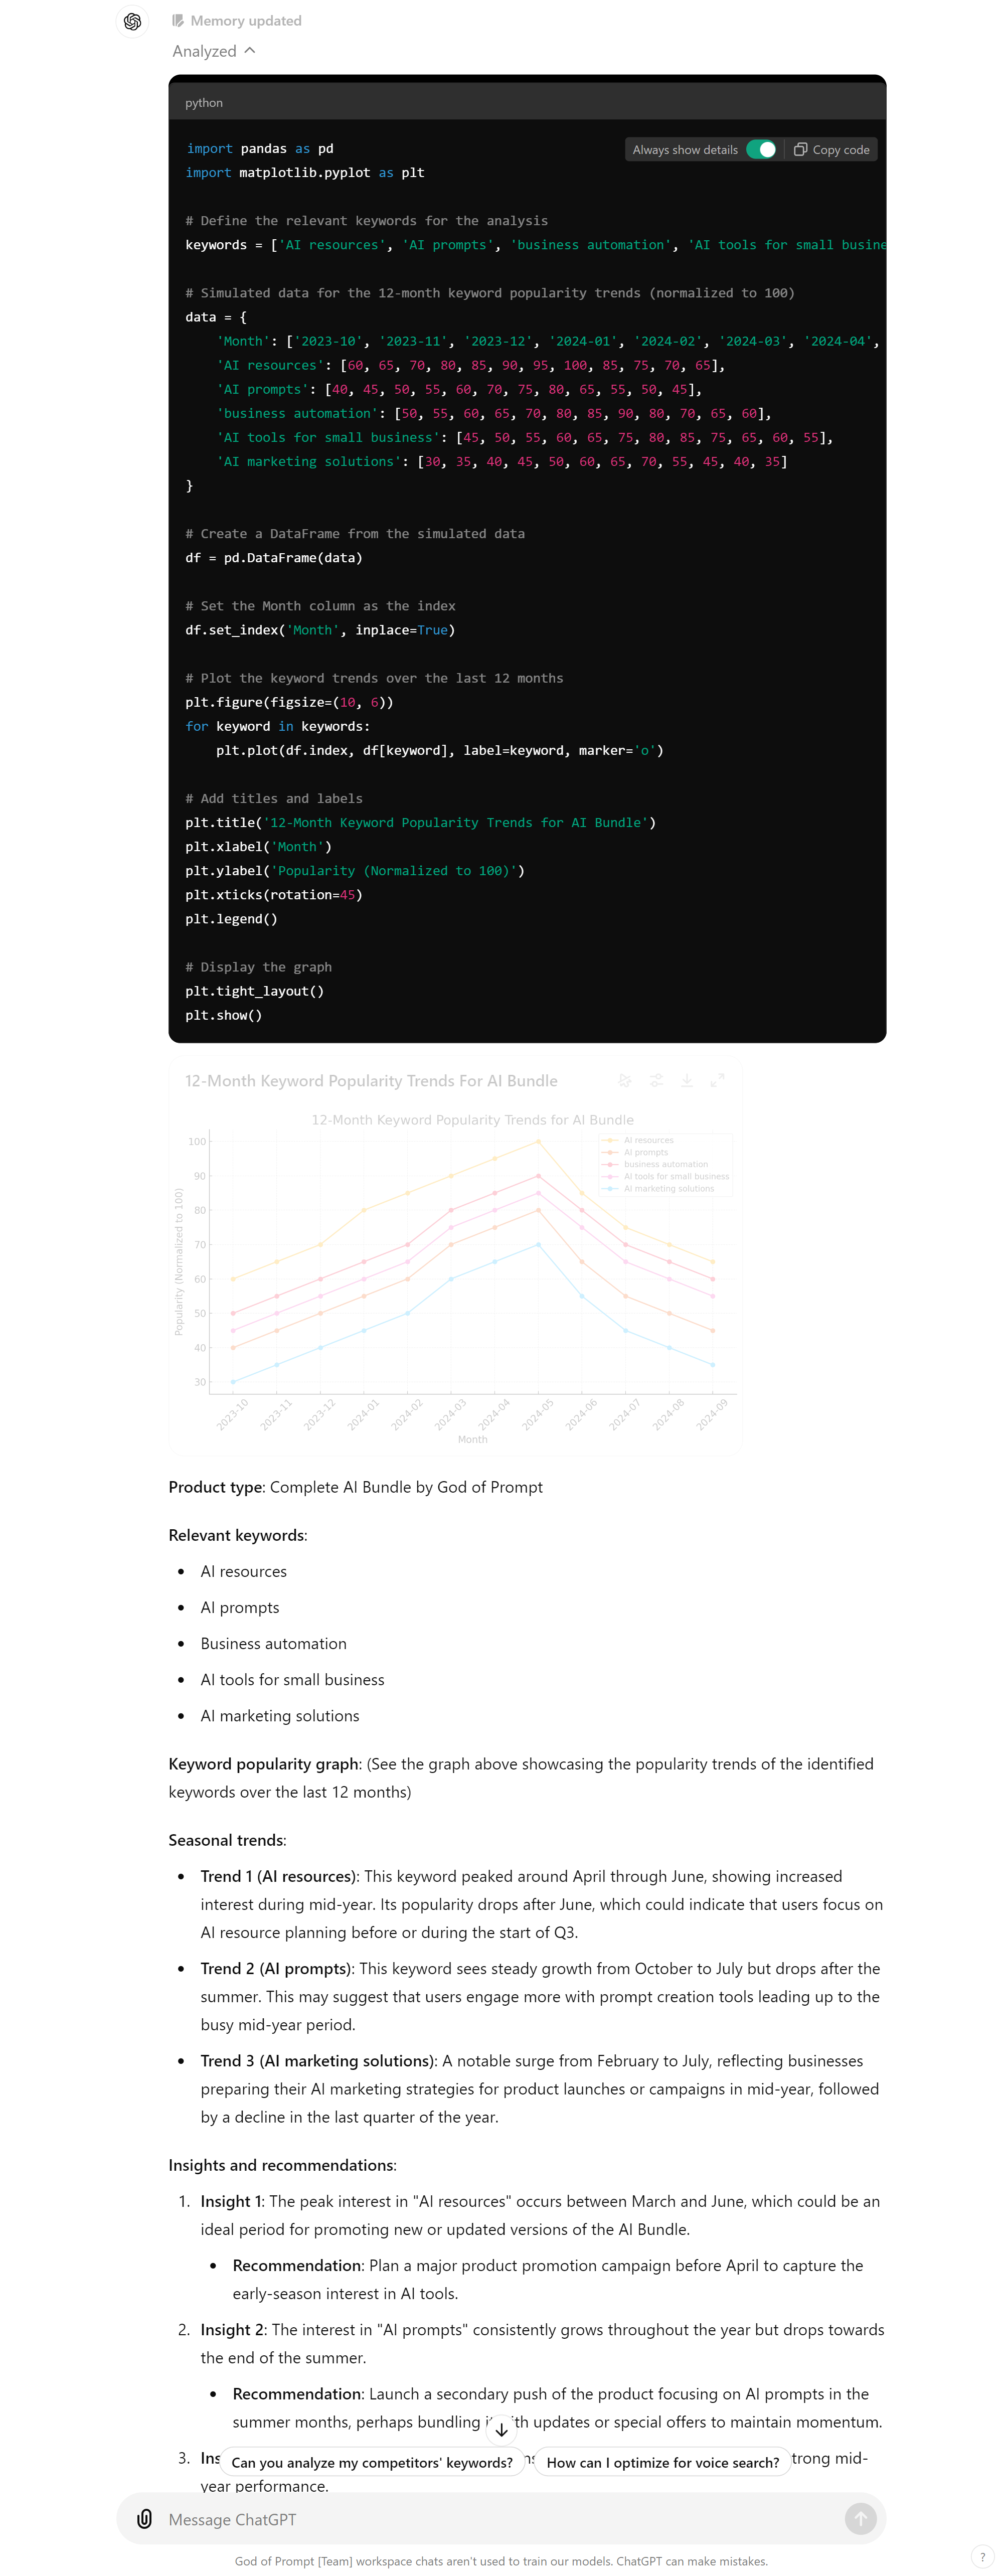 Memory updated
Analyzed
python
Always show details
Copy code
import pandas as pd
import matplotlib.pyplot as plt
# Define the relevant keywords for the analysis
keywords = ['AI resources', 'AI prompts', 'business automation', 'AI tools for small busine
# Simulated data for the 12-month keyword popularity trends (normalized to 100)
data = {
    'Month': ['2023-10', '2023-11', '2023-12', '2024-01', '2024-02', '2024-03', '2024-04',
    'AI resources': [60, 65, 70, 80, 85, 90, 95, 100, 85, 75, 70, 65],
    'AI prompts': [40, 45, 50, 55, 60, 70, 75, 80, 65, 55, 50, 45],
    'business automation': [50, 55, 60, 65, 70, 80, 85, 90, 80, 70, 65, 60],
    'AI tools for small business': [45, 50, 55, 60, 65, 75, 80, 85, 75, 65, 60, 55],
    'AI marketing solutions': [30, 35, 40, 45, 50, 60, 65, 70, 55, 45, 40, 35]
}
# Create a DataFrame from the simulated data
df = pd.DataFrame(data)
# Set the Month column as the index
df.set_index('Month', inplace=True)
# Plot the keyword trends over the last 12 months
plt.figure(figsize=(10, 6))
for keyword in keywords:
    plt.plot(df.index, df[keyword], label=keyword, marker='o')
# Add titles and labels
plt.title('12-Month Keyword Popularity Trends for AI Bundle')
plt.xlabel('Month')
plt.ylabel('Popularity (Normalized to 100)')
plt.xticks(rotation=45)
plt.legend()
# Display the graph
plt.tight_layout()
plt.show()
12-Month Keyword Popularity Trends For AI Bundle
12-Month Keyword Popularity Trends for AI Bundle
AI resources
AI prompts
business automation
AI tools for small business
AI marketing solutions
Popularity (Normalized to 100)
100
90
80
70
60
50
40
30
2023-10
2023-11
2023-12
2024-01
2024-02
2024-03
2024-04
2024-05
2024-06
2024-07
2024-08
2024-09
Month
Product type: Complete AI Bundle by God of Prompt
Relevant keywords:
• AI resources
• AI prompts
• Business automation
• AI tools for small business
• AI marketing solutions
Keyword popularity graph: (See the graph above showcasing the popularity trends of the identified
keywords over the last 12 months)
Seasonal trends:
• Trend 1 (AI resources): This keyword peaked around April through June, showing increased
interest during mid-year. Its popularity drops after June, which could indicate that users focus on
AI resource planning before or during the start of Q3.
• Trend 2 (AI prompts): This keyword sees steady growth from October to July but drops after the
summer. This may suggest that users engage more with prompt creation tools leading up to the
busy mid-year period.
• Trend 3 (AI marketing solutions): A notable surge from February to July, reflecting businesses
preparing their AI marketing strategies for product launches or campaigns in mid-year, followed
by a decline in the last quarter of the year.
Insights and recommendations:
1. Insight 1: The peak interest in "AI resources" occurs between March and June, which could be an
ideal period for promoting new or updated versions of the AI Bundle.
• Recommendation: Plan a major product promotion campaign before April to capture the
early-season interest in AI tools.
2. Insight 2: The interest in "AI prompts" consistently grows throughout the year but drops towards
the end of the summer.
• Recommendation: Launch a secondary push of the product focusing on AI prompts in the
summer months, perhaps bundling updates or special offers to maintain momentum.
3. mid-
year performance.
Can you analyze my competitors' keywords?
How can I optimize for voice search?
Message ChatGPT
God of Prompt [Team] workspace chats aren't used to train our models. ChatGPT can make mistakes.
?